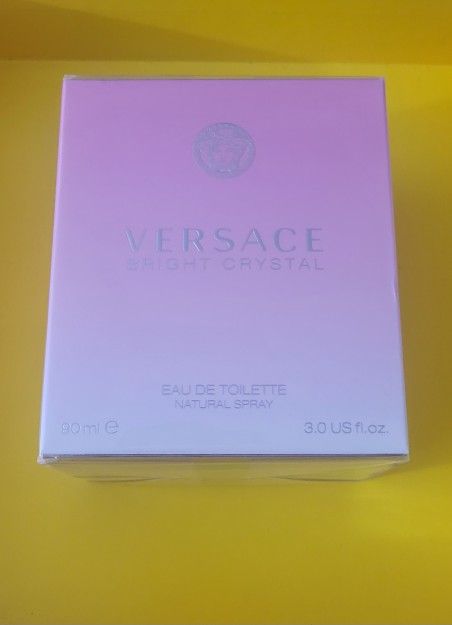 VERSACE
BRIGHT CRYSTAL
EAU DE TOILETTE
NATURAL SPRAY
90 ml ℮ 3.0 US fl.oz.